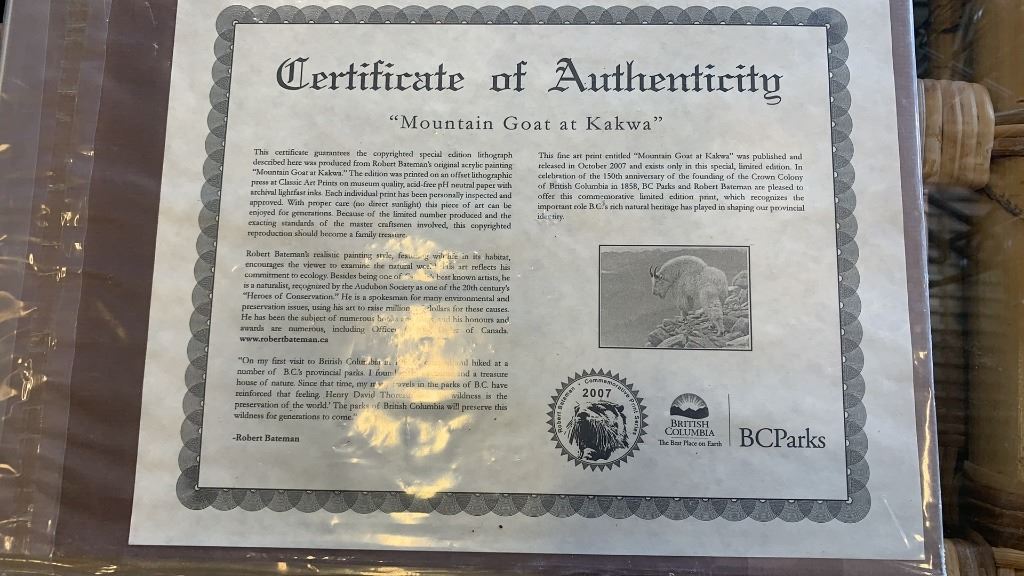 Certificate of Authenticity
“Mountain Goat at Kakwa”
This certificate guarantees the copyrighted special edition lithograph
described here was produced from Robert Bateman's original acrylic painting
“Mountain Goat at Kakwa.” The edition was printed on an offset lithographic
press at Classic Art Prints on museum quality, acid-free pH neutral paper with
archival lightfast inks. Each individual print has been personally inspected and
approved. With proper care (no direct sunlight) this piece of art can be
enjoyed for generations. Because of the limited number produced and the
exacting standards of the master craftsmen involved, this copyrighted
reproduction should become a family treasure.
Robert Bateman's realistic painting style, featuring wildlife in its habitat,
encourages the viewer to examine the natural art reflects his
commitment to ecology. Besides being one of best known artists, he
is a naturalist, recognized by the Audubon Society as one of the 20th century's
“Heroes of Conservation.” He is a spokesman for many environmental and
preservation issues, using his art to raise million dollars for these causes.
He has been the subject of numerous his honours and
awards are numerous, including Officer of Canada.
www.robertbateman.ca
“On my first visit to British Columbia hiked at a
number of B.C.'s provincial parks. I and a treasure
house of nature. Since that time, my in the parks of B.C. have
reinforced that feeling. Henry David wildness is the
preservation of the world.' The parks of British Columbia will preserve this
wildness for generations to come.
-Robert Bateman
This fine art print entitled “Mountain Goat at Kakwa” was published and
released in October 2007 and exists only in this special, limited edition. In
celebration of the 150th anniversary of the founding of the Crown Colony
of British Columbia in 1858, BC Parks and Robert Bateman are pleased to
offer this commemorative limited edition print, which recognizes the
important role B.C.'s rich natural heritage has played in shaping our provincial
identity.
Robert Bateman • Commemorative Print Series
2007
BRITISH
COLUMBIA
The Best Place on Earth
BCParks